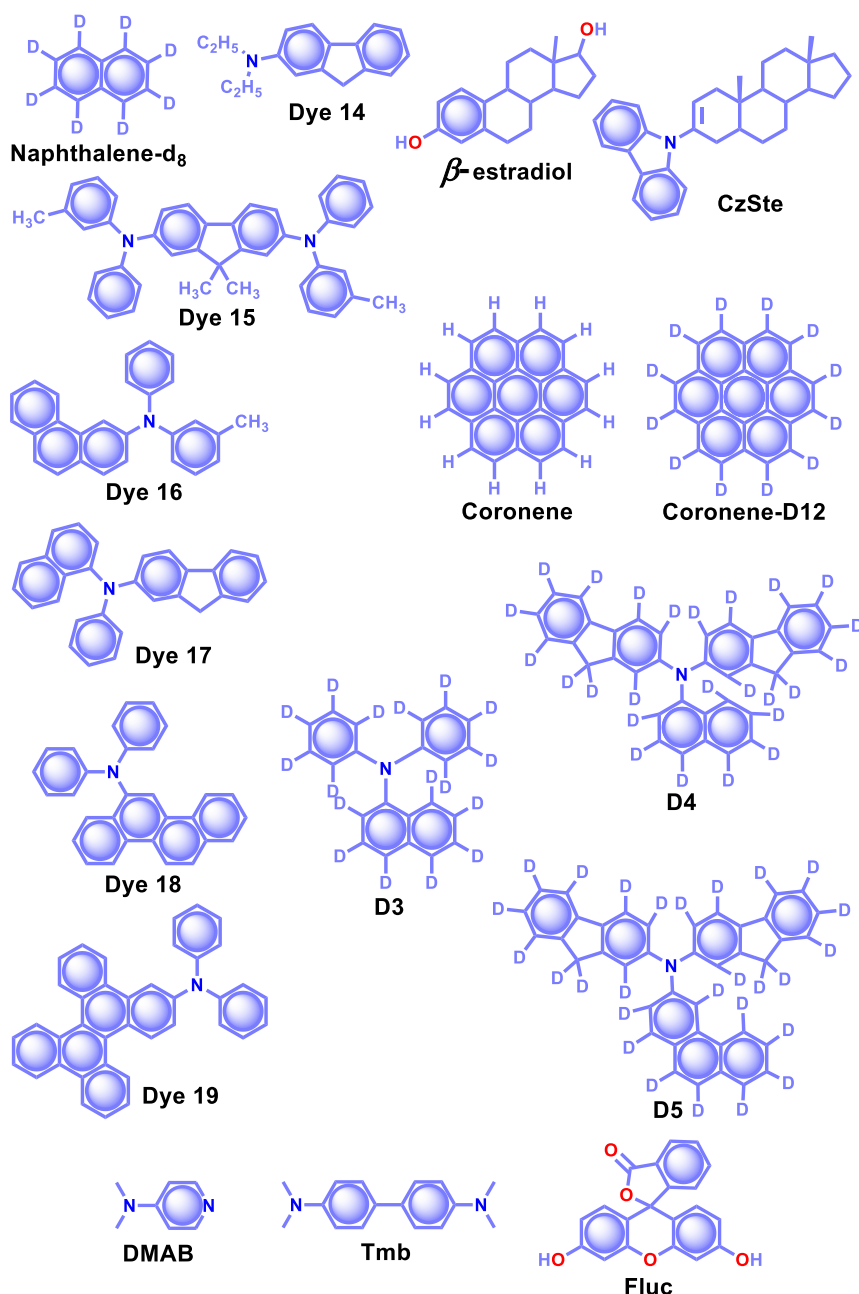 D D
D D
D D
D D
Naphthalene-d8
C2H5
N
C2H5
Dye 14
OH
HO
β-estradiol
N
CzSte
H3C
N
N
H3C
CH3
CH3
Dye 15
N
CH3
Dye 16
H H
H H
H H
H H
H H
H H
Coronene
D D
D D
D D
D D
D D
D D
Coronene-D12
N
Dye 17
N
Dye 18
D D
D D D D
D D
N
D D
D D
D D
D D
D D
D3
D D D D
D D D D
D D D
D D
N
D D D D
D D D
D D
D D
D D
D D
D4
D D D D
D D D D
D D D
D D
N
D D D D
D D D
D D
D D
D D
D D D D
D5
N
Dye 19
N
N
DMAB
N
N
Tmb
O
O
HO
O
OH
Fluc